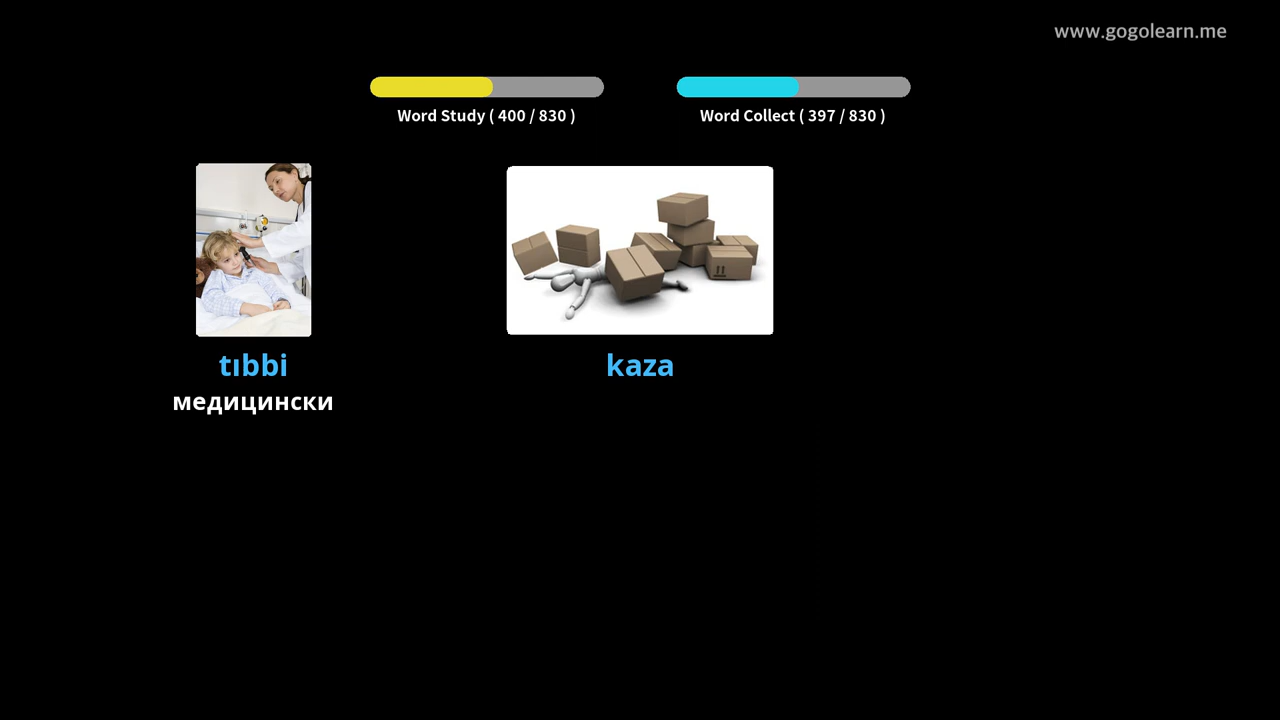 www.gogolearn.me
Word Study ( 400 / 830 )
Word Collect ( 397 / 830 )
tıbbi
медицински
kaza